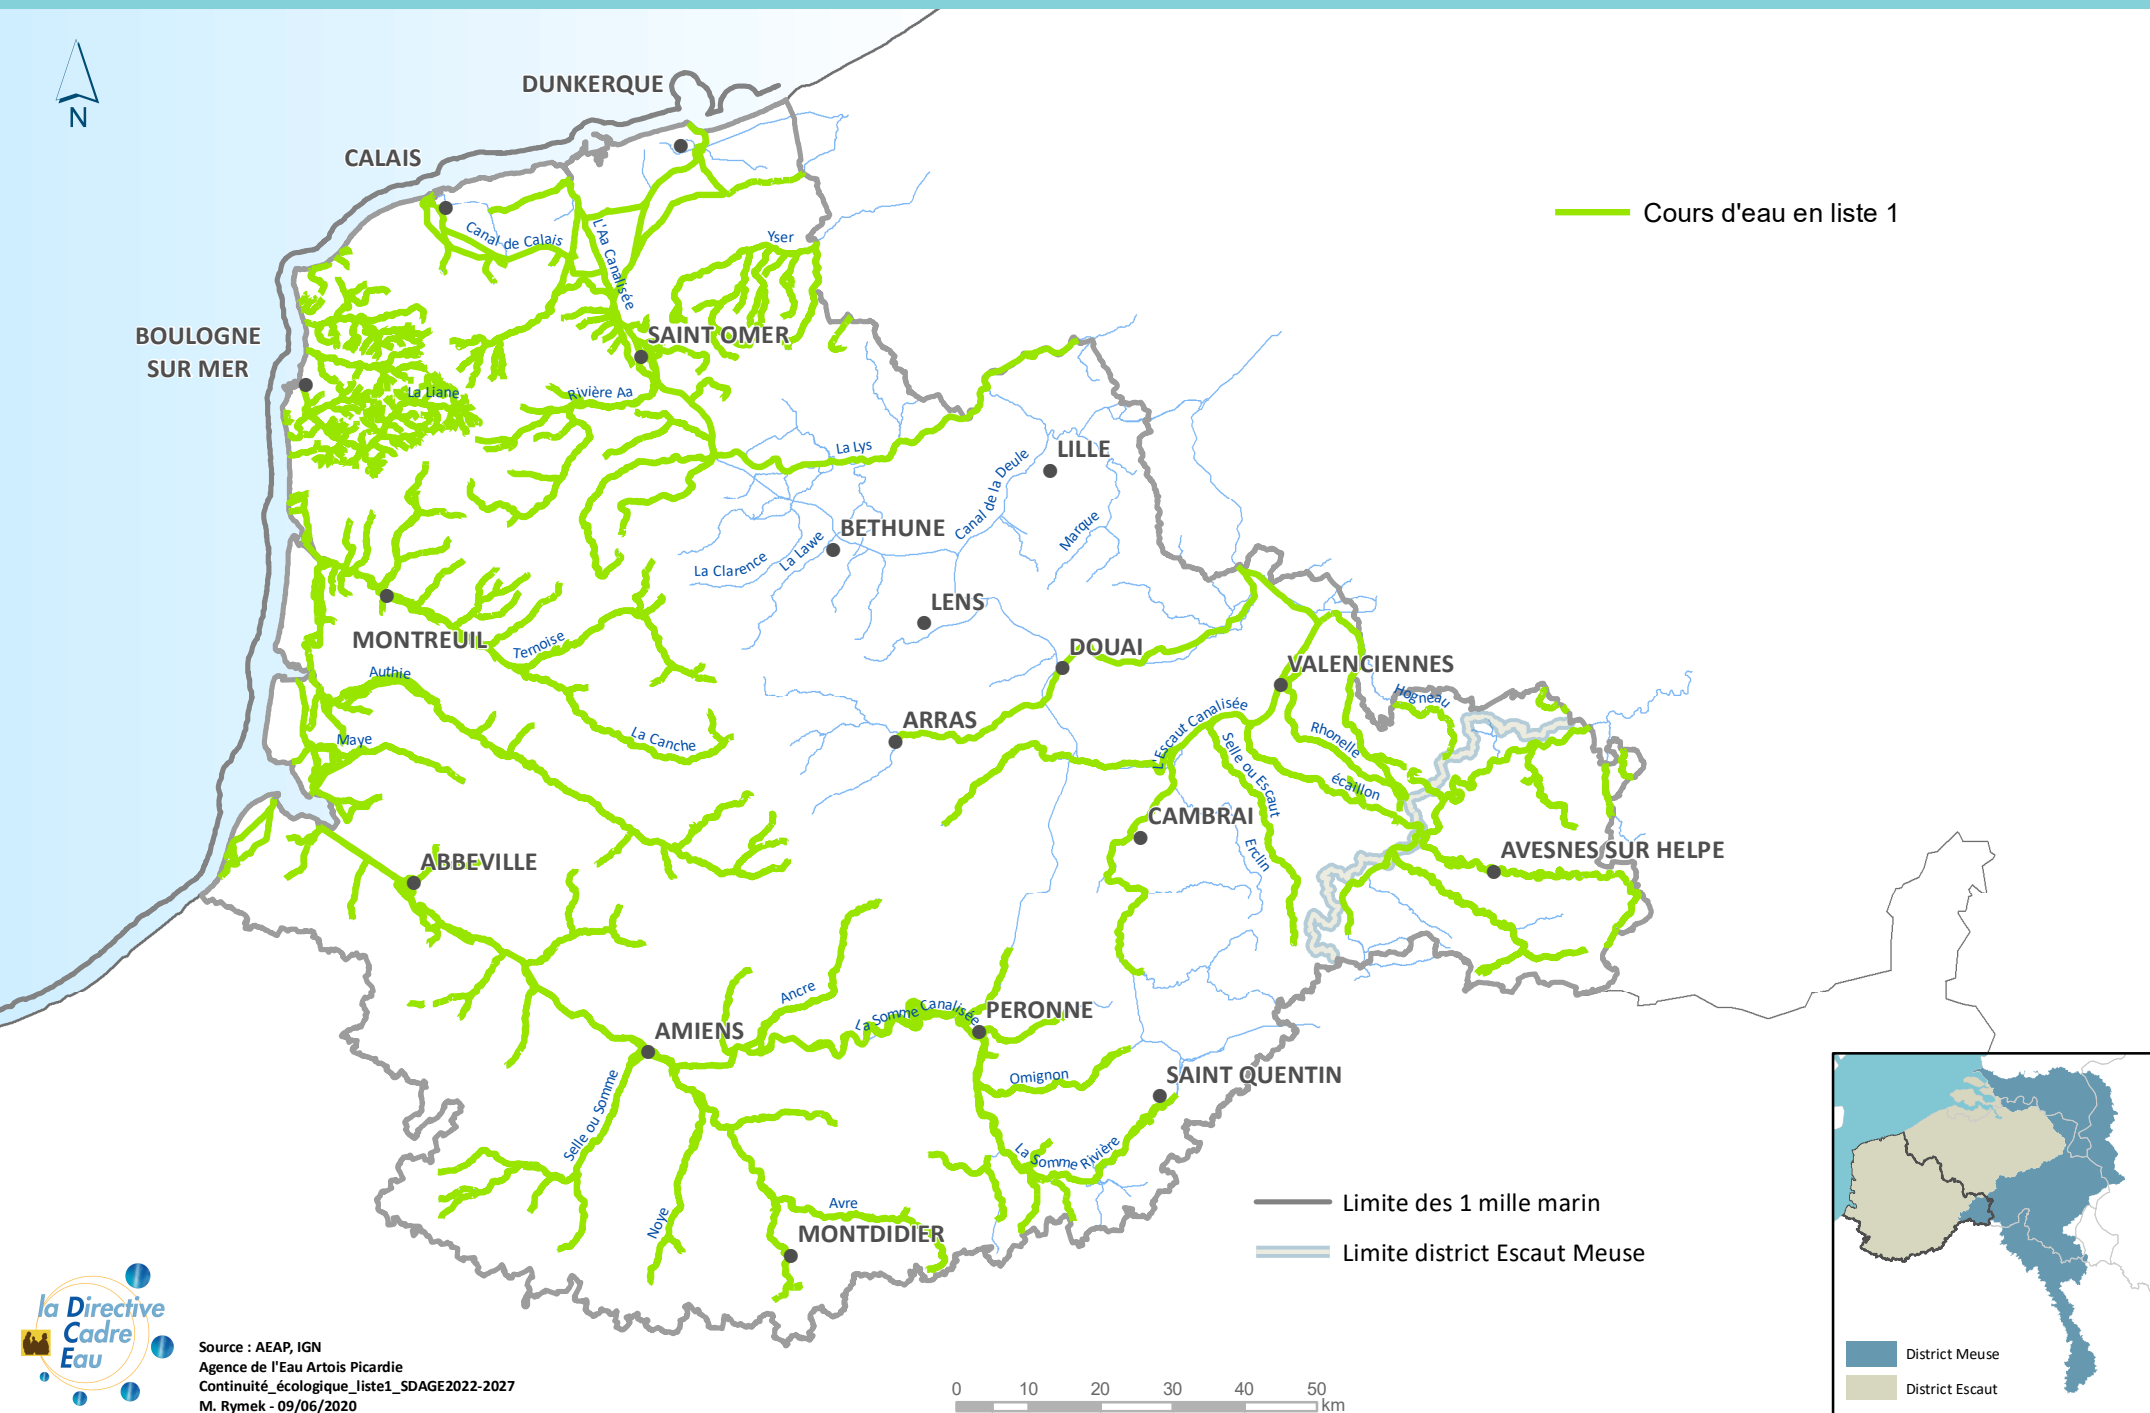 N
DUNKERQUE
CALAIS
Cours d'eau en liste 1
Canal de Calais
L'Aa Canalisée
Yser
BOULOGNE
SUR MER
SAINT OMER
La Liane
Rivière Aa
La Lys
LILLE
Canal de la Deule
Marque
BETHUNE
La Clarence
La Lawe
LENS
MONTREUIL
Ternoise
DOUAI
VALENCIENNES
Authie
Hogneau
ARRAS
L'Escaut Canalisée
Rhonelle
Maye
La Canche
Selle ou Escaut
écaillon
CAMBRAI
Erclin
ABBEVILLE
AVESNES SUR HELPE
Ancre
La Somme Canalisée
PERONNE
AMIENS
Omignon
SAINT QUENTIN
Selle ou Somme
La Somme Rivière
Noye
Avre
MONTDIDIER
Limite des 1 mille marin
Limite district Escaut Meuse
la Directive
Cadre
Eau
Source : AEAP, IGN
Agence de l'Eau Artois Picardie
Continuité_écologique_liste1_SDAGE2022-2027
M. Rymek - 09/06/2020
0 10 20 30 40 50
km
District Meuse
District Escaut